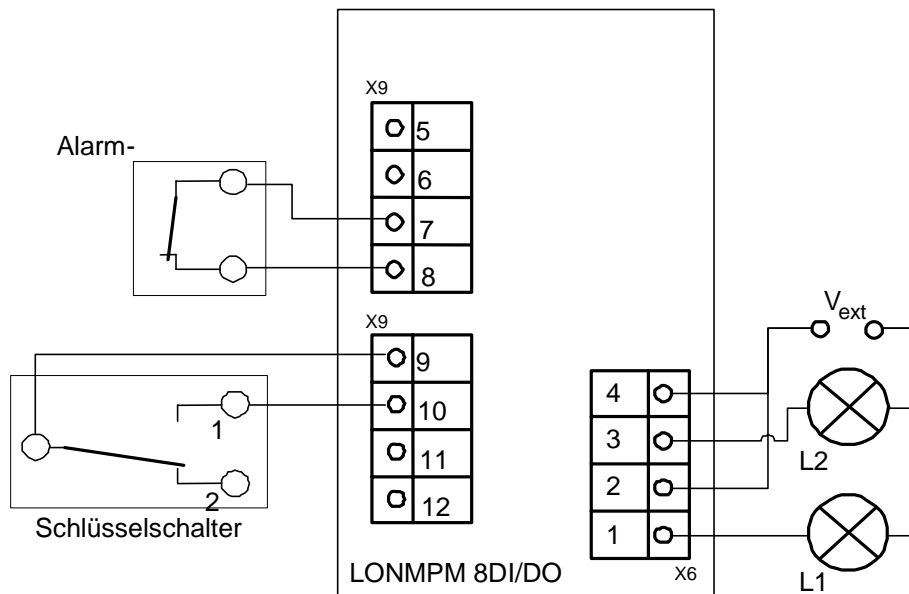 X9
5
6
7
8
Alarm-
X9
9
10
11
12
1
2
Schlüsselschalter
V_ext
4
3
2
1
L2
L1
X6
LONMPM 8DI/DO